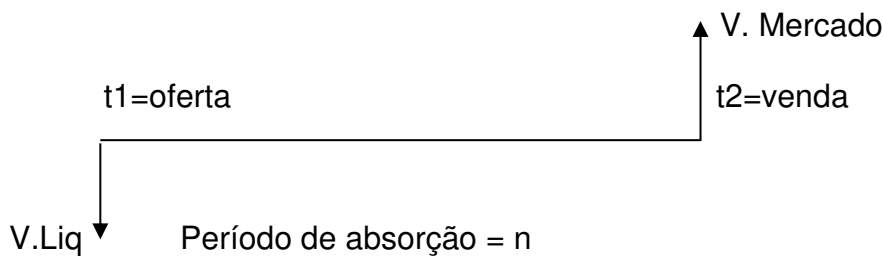 V. Mercado
t1=oferta t2=venda
V.Liq Período de absorção = n